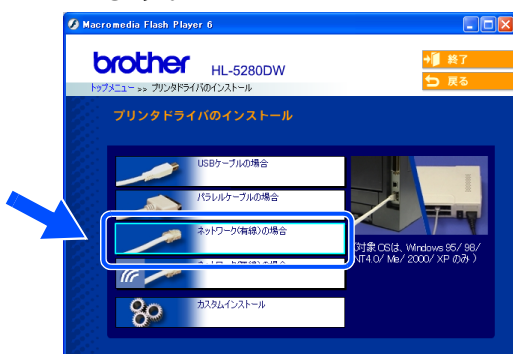 Macromedia Flash Player 6
brother HL-5280DW
終了
戻る
トップメニュー >> プリンタドライバのインストール
プリンタドライバのインストール
USBケーブルの場合
パラレルケーブルの場合
ネットワーク(有線)の場合
(対象OSは、Windows 95/ 98/
NT4.0/ Me/ 2000/ XP のみ )
カスタムインストール